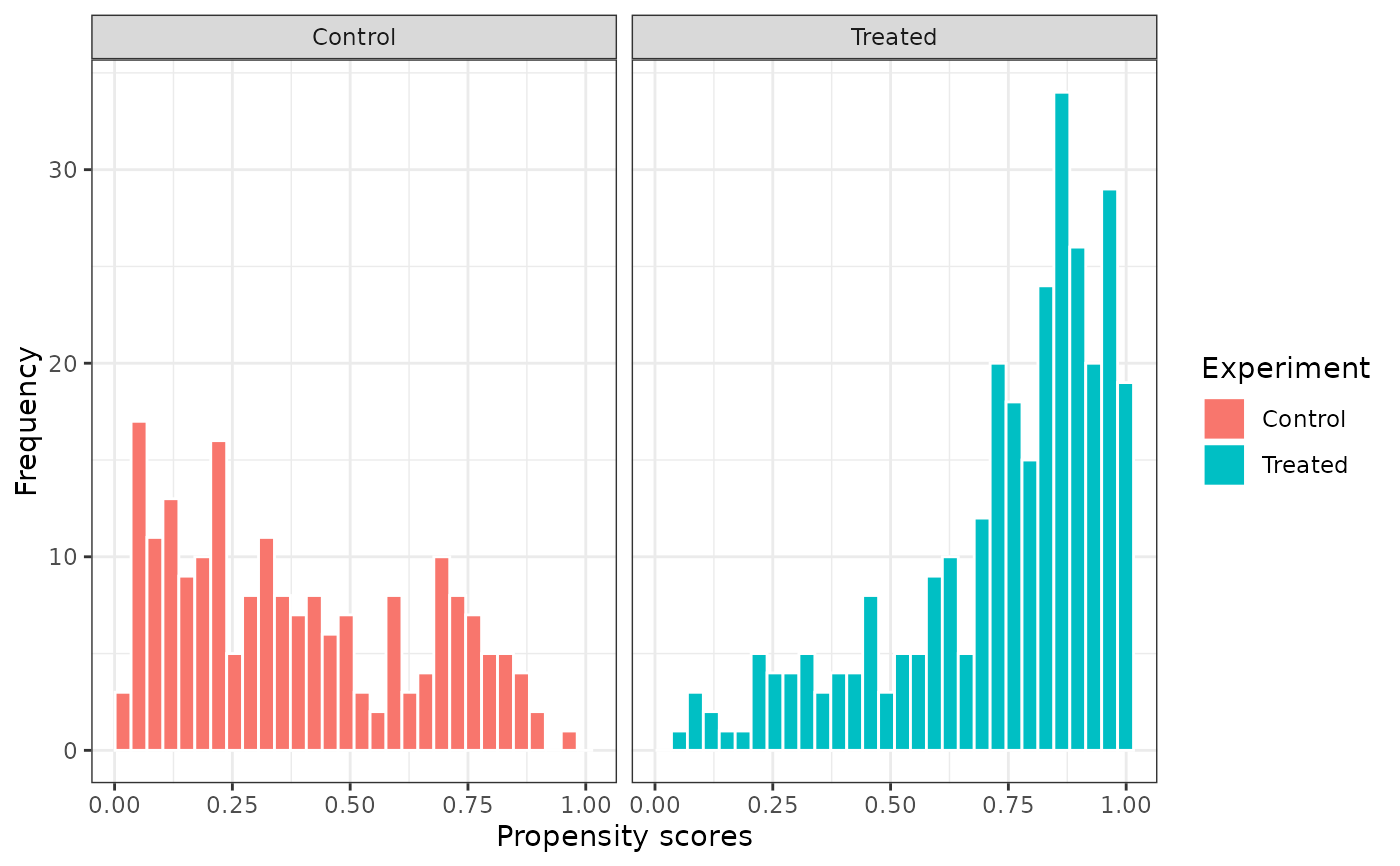 Control Treated
30
20
10
0
Frequency
0.00 0.25 0.50 0.75 1.00 0.00 0.25 0.50 0.75 1.00
Propensity scores
Experiment
Control
Treated